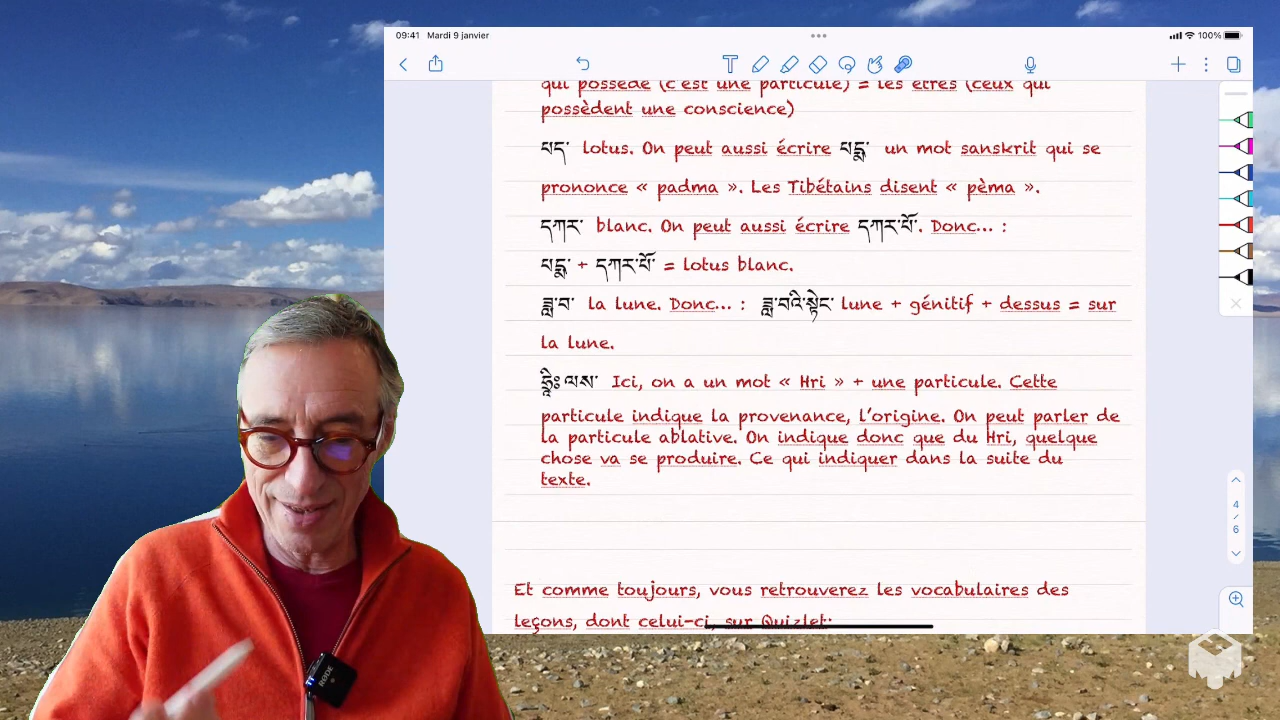 09:41 Mardi 9 janvier
100%
qui possède (c'est une particule) = les êtres (ceux qui
possèdent une conscience)
པད་ lotus. On peut aussi écrire པདྨ་ un mot sanskrit qui se
prononce « padma ». Les Tibétains disent « pèma ».
དཀར་ blanc. On peut aussi écrire དཀར་པོ་. Donc... :
པདྨ་ + དཀར་པོ་ = lotus blanc.
ཟླ་བ་ la lune. Donc... : ཟླ་བའི་སྟེང་ lune + génitif + dessus = sur
la lune.
ཧྲཱིཿ ལས་ Ici, on a un mot « Hri » + une particule. Cette
particule indique la provenance, l'origine. On peut parler de
la particule ablative. On indique donc que du Hri, quelque
chose va se produire. Ce qui indiquer dans la suite du
texte.
4
/
6
Et comme toujours, vous retrouverez les vocabulaires des
leçons, dont celui-ci, sur Quizlet:
RØDE